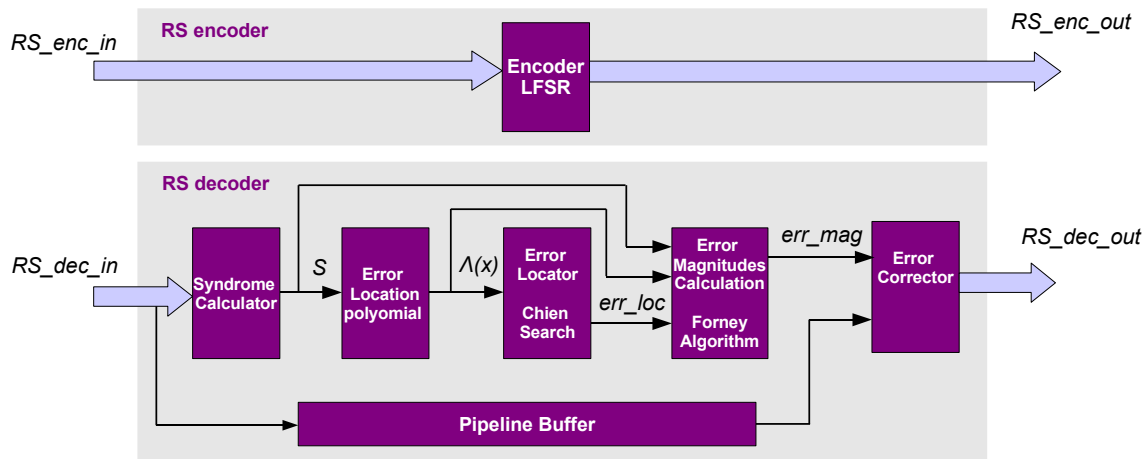 RS encoder
RS_enc_in
RS_enc_out
Encoder
LFSR
RS decoder
RS_dec_in
Syndrome
Calculator
S
Error
Location
polyomial
Λ(x)
Error
Locator
Chien
Search
err_loc
Error
Magnitudes
Calculation
Forney
Algorithm
err_mag
Error
Corrector
RS_dec_out
Pipeline Buffer